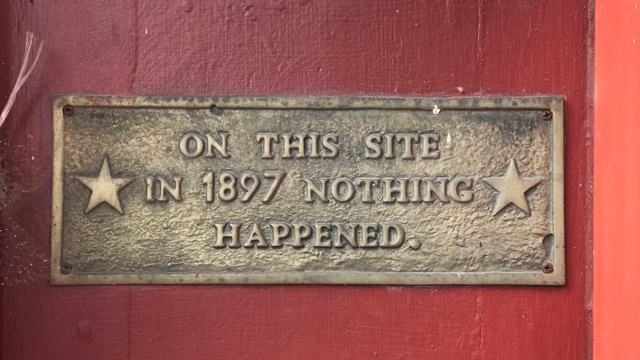 ON THIS SITE
IN 1897 NOTHING
HAPPENED.